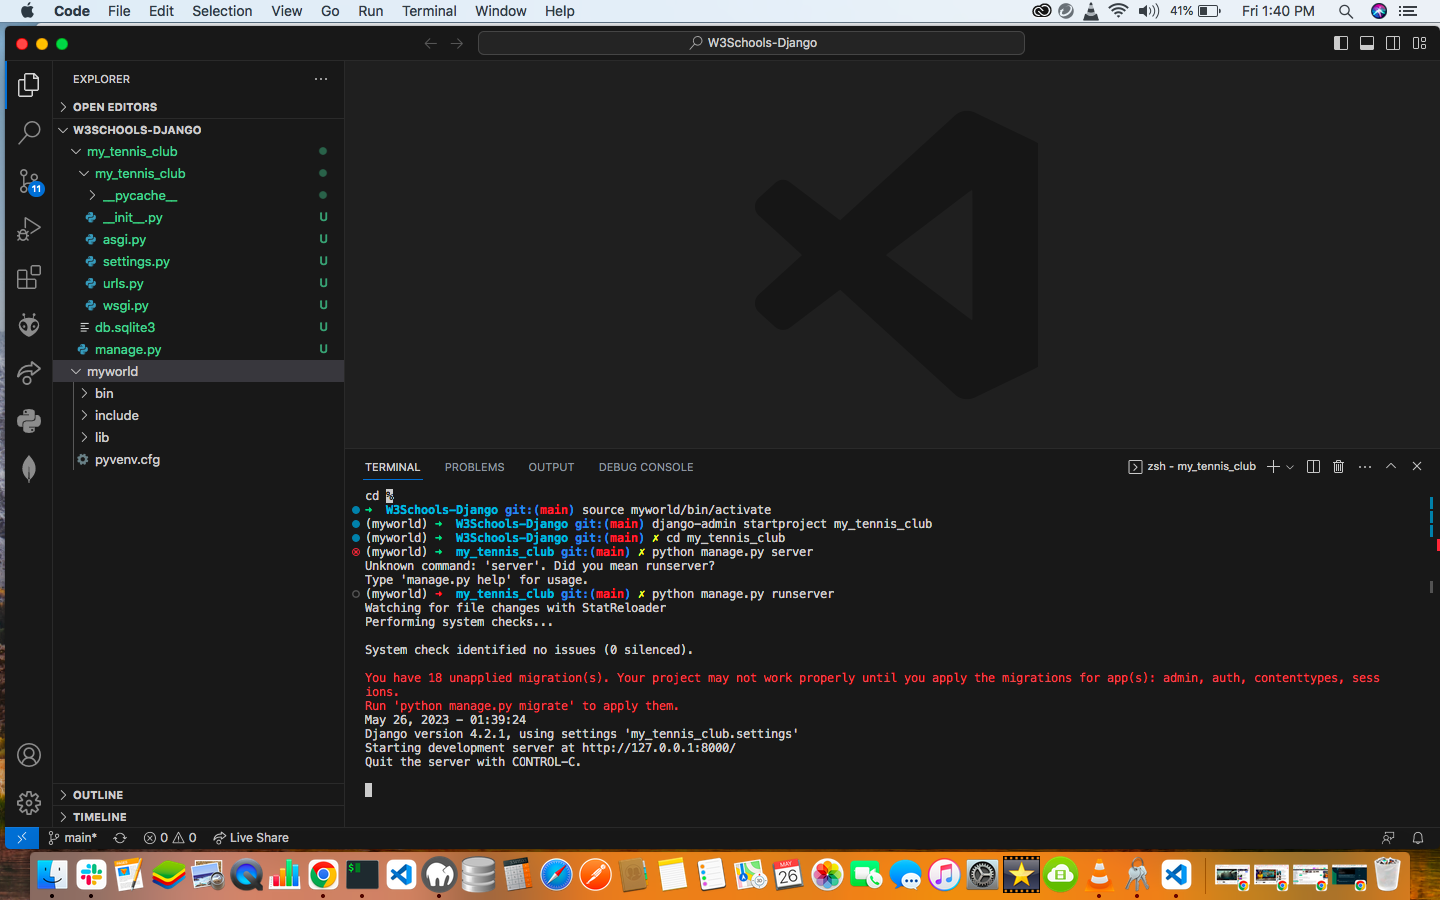 Code File Edit Selection View Go Run Terminal Window Help 41% Fri 1:40 PM
W3Schools-Django
EXPLORER
OPEN EDITORS
W3SCHOOLS-DJANGO
my_tennis_club
my_tennis_club
__pycache__
__init__.py U
asgi.py U
settings.py U
urls.py U
wsgi.py U
db.sqlite3 U
manage.py U
myworld
bin
include
lib
pyvenv.cfg
OUTLINE
TIMELINE
11
TERMINAL PROBLEMS OUTPUT DEBUG CONSOLE zsh - my_tennis_club
cd %
➜ W3Schools-Django git:(main) source myworld/bin/activate
(myworld) ➜ W3Schools-Django git:(main) django-admin startproject my_tennis_club
(myworld) ➜ W3Schools-Django git:(main) ✗ cd my_tennis_club
(myworld) ➜ my_tennis_club git:(main) ✗ python manage.py server
Unknown command: 'server'. Did you mean runserver?
Type 'manage.py help' for usage.
(myworld) ➜ my_tennis_club git:(main) ✗ python manage.py runserver
Watching for file changes with StatReloader
Performing system checks...
System check identified no issues (0 silenced).
You have 18 unapplied migration(s). Your project may not work properly until you apply the migrations for app(s): admin, auth, contenttypes, sess
ions.
Run 'python manage.py migrate' to apply them.
May 26, 2023 - 01:39:24
Django version 4.2.1, using settings 'my_tennis_club.settings'
Starting development server at http://127.0.0.1:8000/
Quit the server with CONTROL-C.
main* 0 0 Live Share
MAY
26